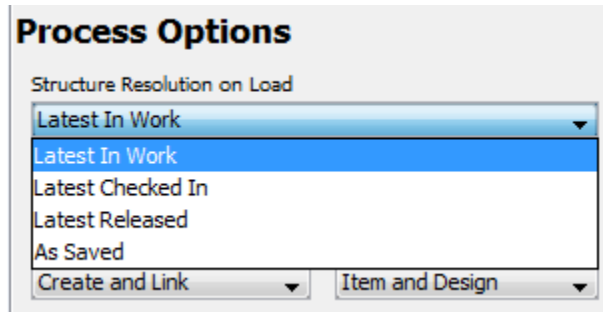 Process Options
Structure Resolution on Load
Latest In Work
Latest In Work
Latest Checked In
Latest Released
As Saved
Create and Link Item and Design